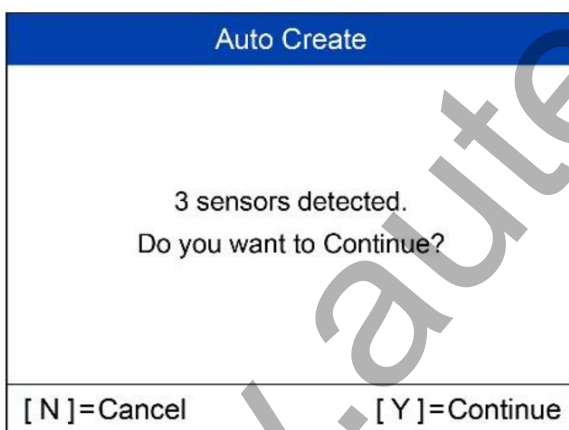 Auto Create
3 sensors detected.
Do you want to Continue?
[ N ]=Cancel [ Y ]=Continue